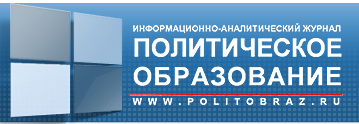 ИНФОРМАЦИОННО-АНАЛИТИЧЕСКИЙ ЖУРНАЛ
ПОЛИТИЧЕСКОЕ
ОБРАЗОВАНИЕ
WWW.POLITOBRAZ.RU